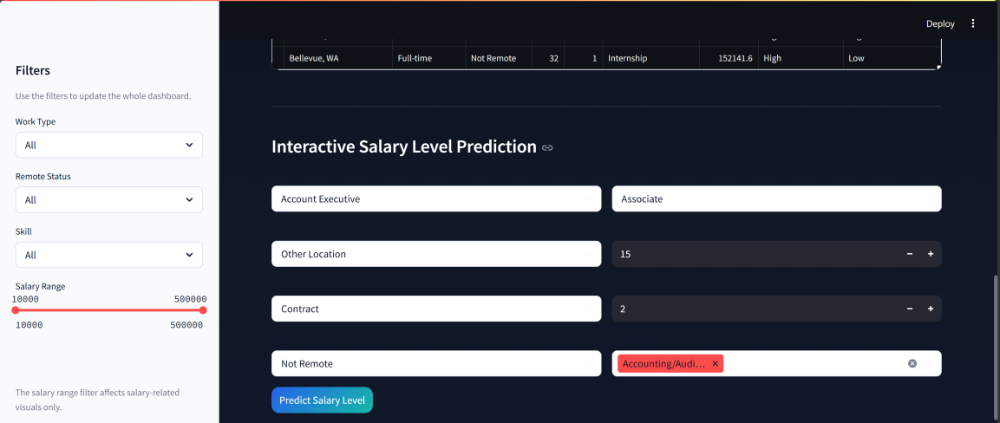 Deploy
Filters
Use the filters to update the whole dashboard.
Work Type
All
Remote Status
All
Skill
All
Salary Range
10000 500000
10000 500000
The salary range filter affects salary-related
visuals only.
Bellevue, WA Full-time Not Remote 32 1 Internship 152141.6 High Low
Interactive Salary Level Prediction
Account Executive Associate
Other Location 15
Contract 2
Not Remote Accounting/Audi...
Predict Salary Level